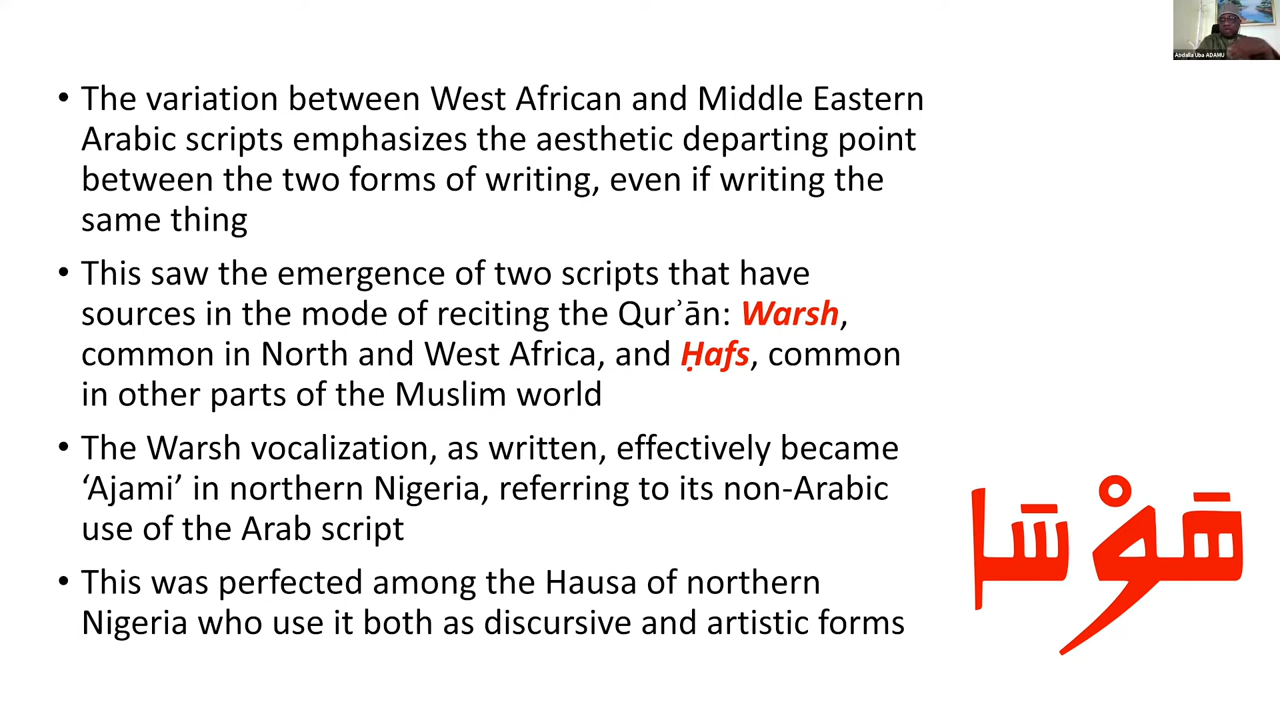 Abdalla Uba ADAMU
• The variation between West African and Middle Eastern
Arabic scripts emphasizes the aesthetic departing point
between the two forms of writing, even if writing the
same thing
• This saw the emergence of two scripts that have
sources in the mode of reciting the Qurʾān: Warsh,
common in North and West Africa, and Ḥafs, common
in other parts of the Muslim world
• The Warsh vocalization, as written, effectively became
‘Ajami’ in northern Nigeria, referring to its non-Arabic
use of the Arab script
• This was perfected among the Hausa of northern
Nigeria who use it both as discursive and artistic forms
هَوْسَا